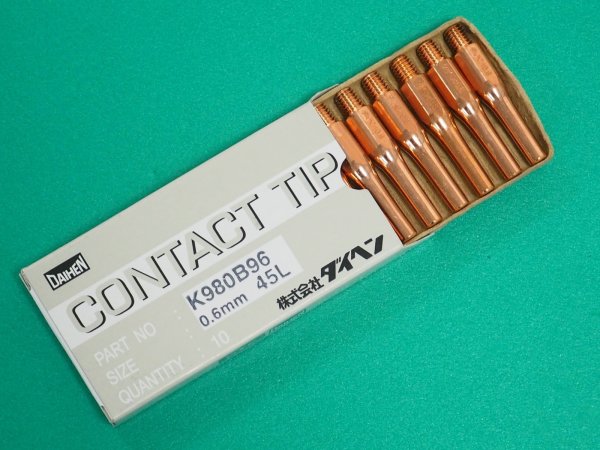 DAIHEN
CONTACT TIP
PART NO : K980B96
SIZE : 0.6mm 45L
QUANTITY : 10
株式会社ダイヘン